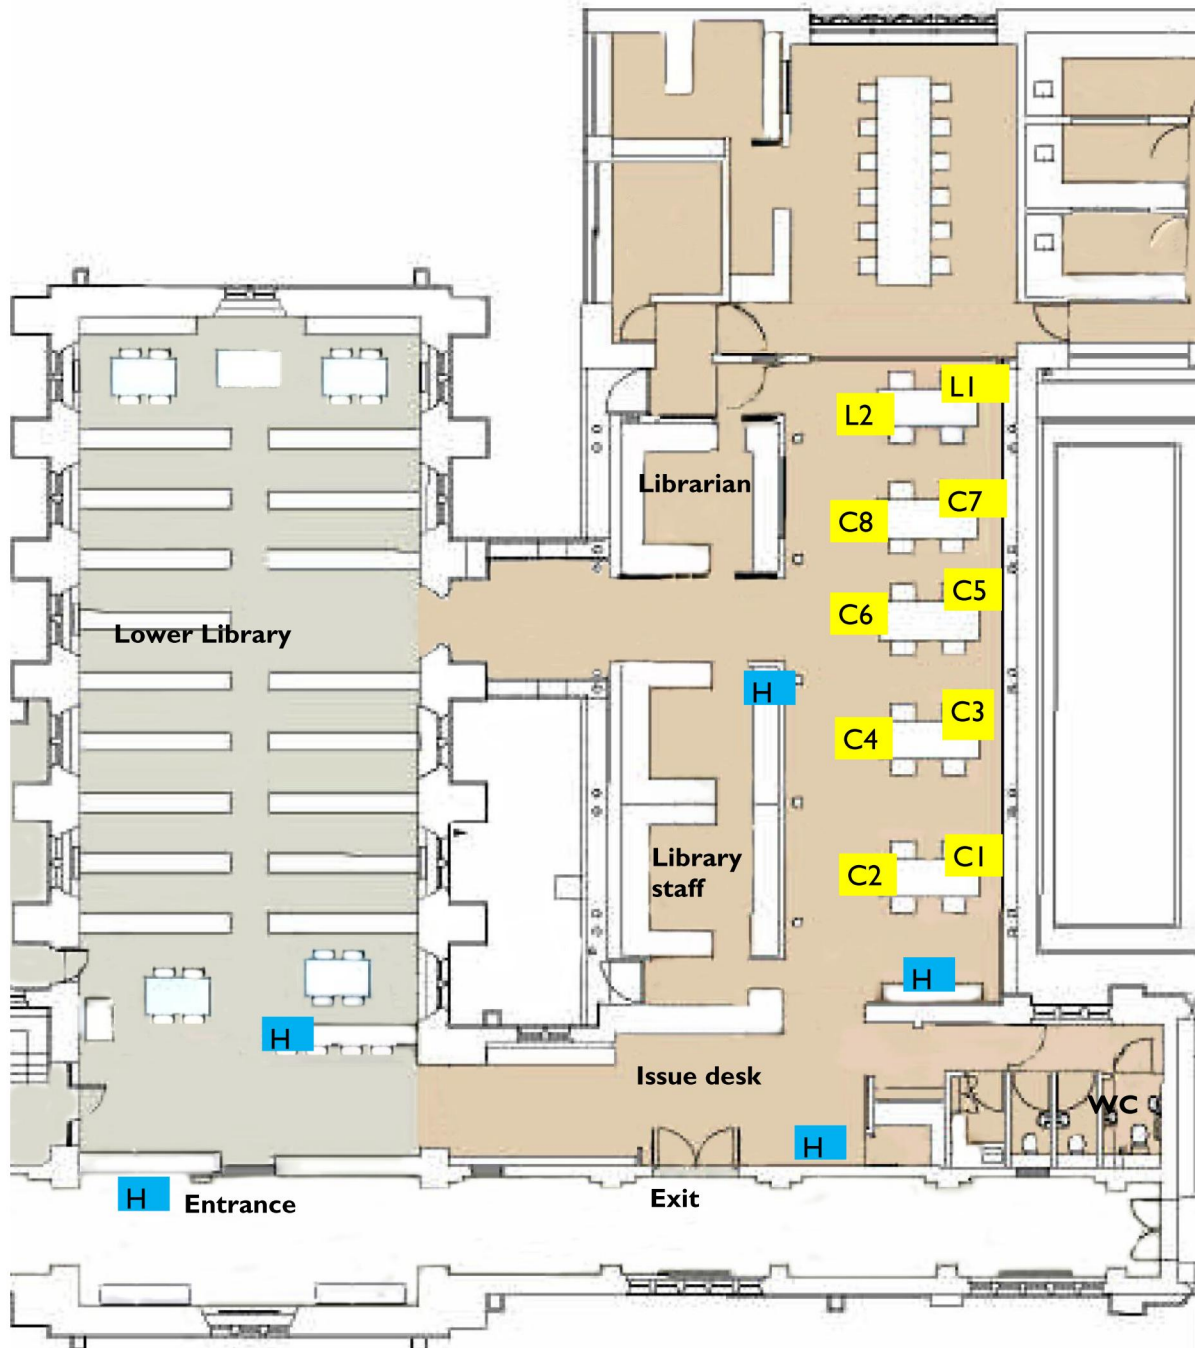 L1
L2
Librarian
C7
C8
C5
C6
Lower Library
H
C3
C4
Library
staff
C1
C2
H
H
Issue desk
WC
H
H
Entrance
Exit